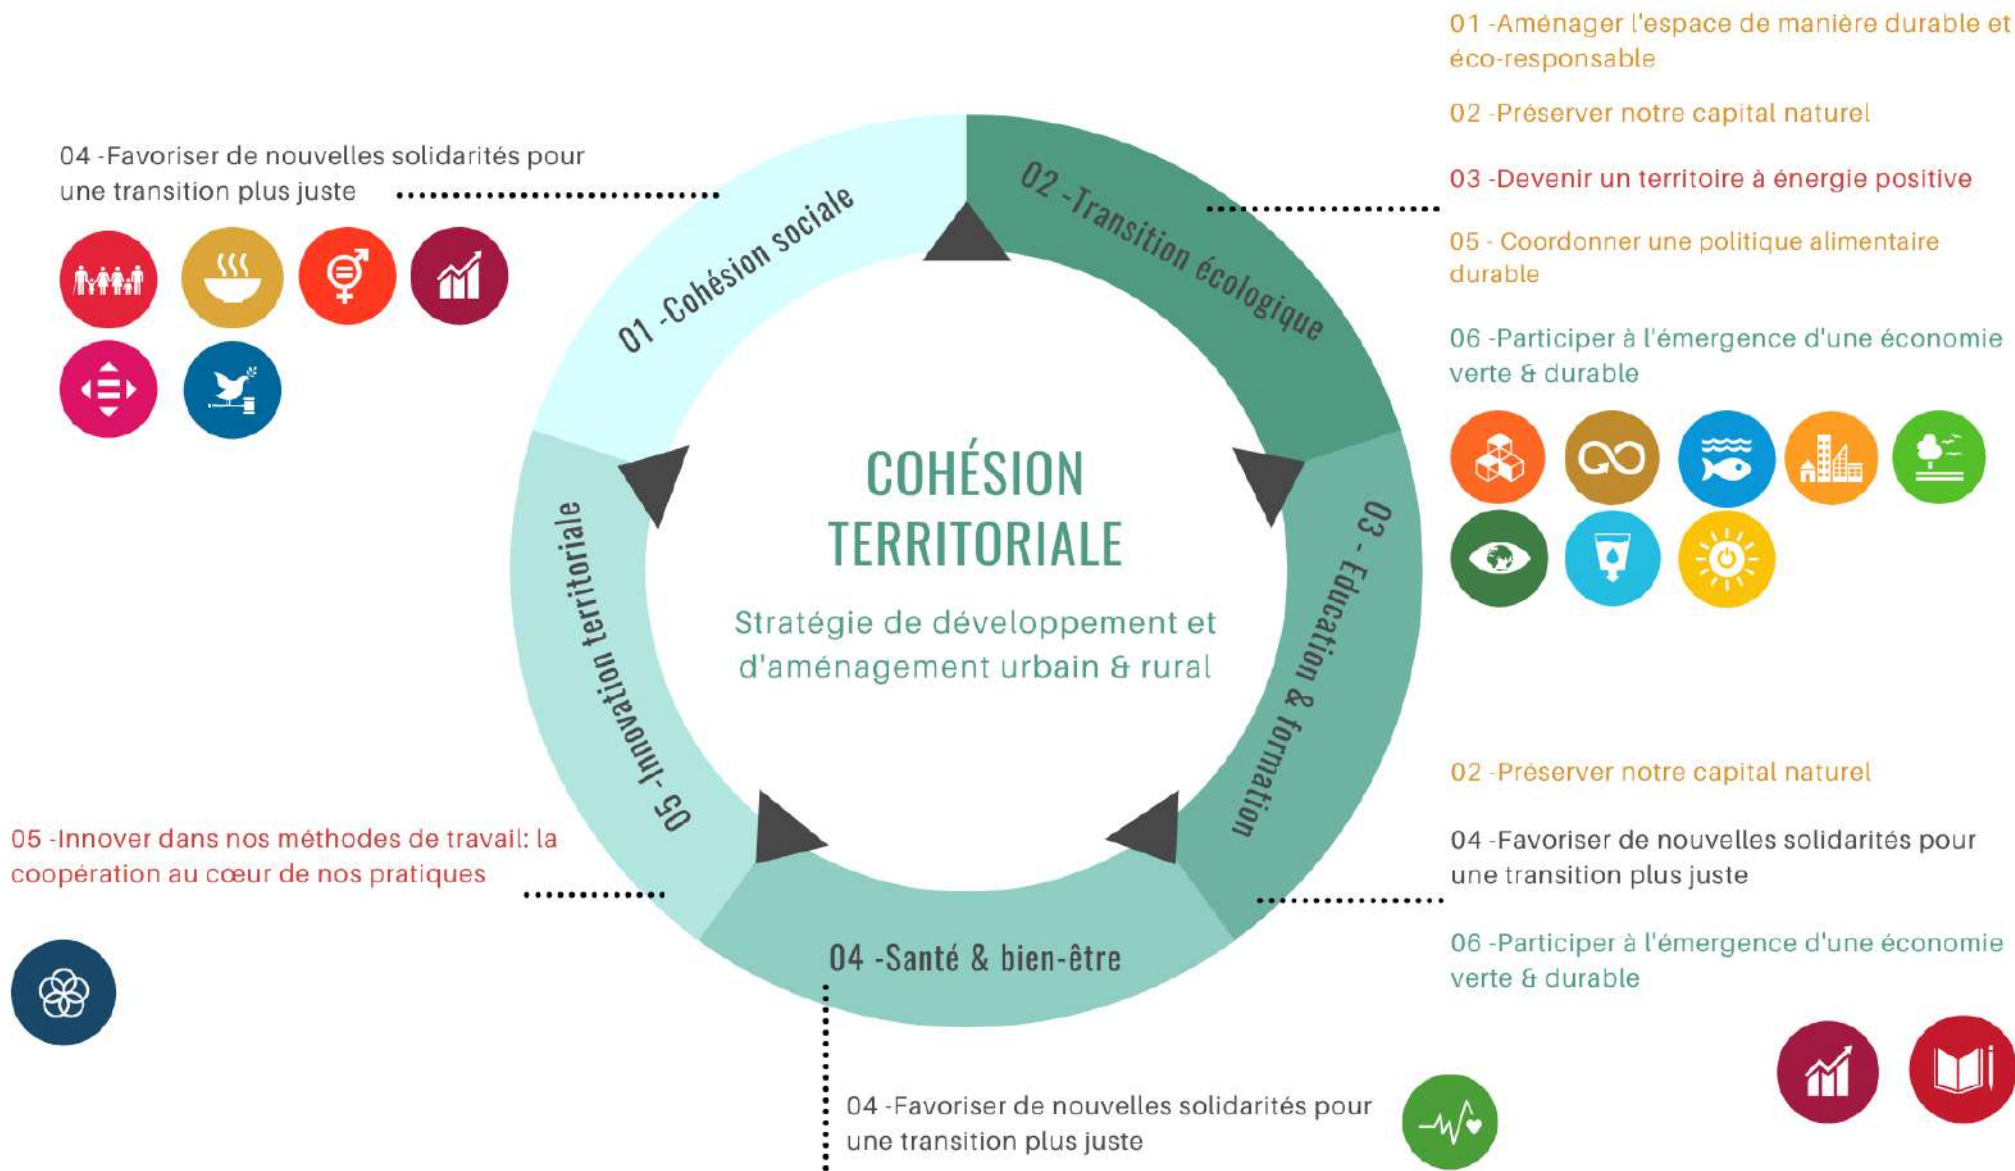 01 -Aménager l'espace de manière durable et
éco-responsable
02 -Préserver notre capital naturel
03 -Devenir un territoire à énergie positive
05 - Coordonner une politique alimentaire
durable
06 -Participer à l'émergence d'une économie
verte & durable
04 -Favoriser de nouvelles solidarités pour
une transition plus juste
01 -Cohésion sociale
02 -Transition écologique
03 - Education & formation
04 -Santé & bien-être
05 -Innovation territoriale
COHÉSION
TERRITORIALE
Stratégie de développement et
d'aménagement urbain & rural
05 -Innover dans nos méthodes de travail: la
coopération au cœur de nos pratiques
02 -Préserver notre capital naturel
04 -Favoriser de nouvelles solidarités pour
une transition plus juste
06 -Participer à l'émergence d'une économie
verte & durable
04 -Favoriser de nouvelles solidarités pour
une transition plus juste